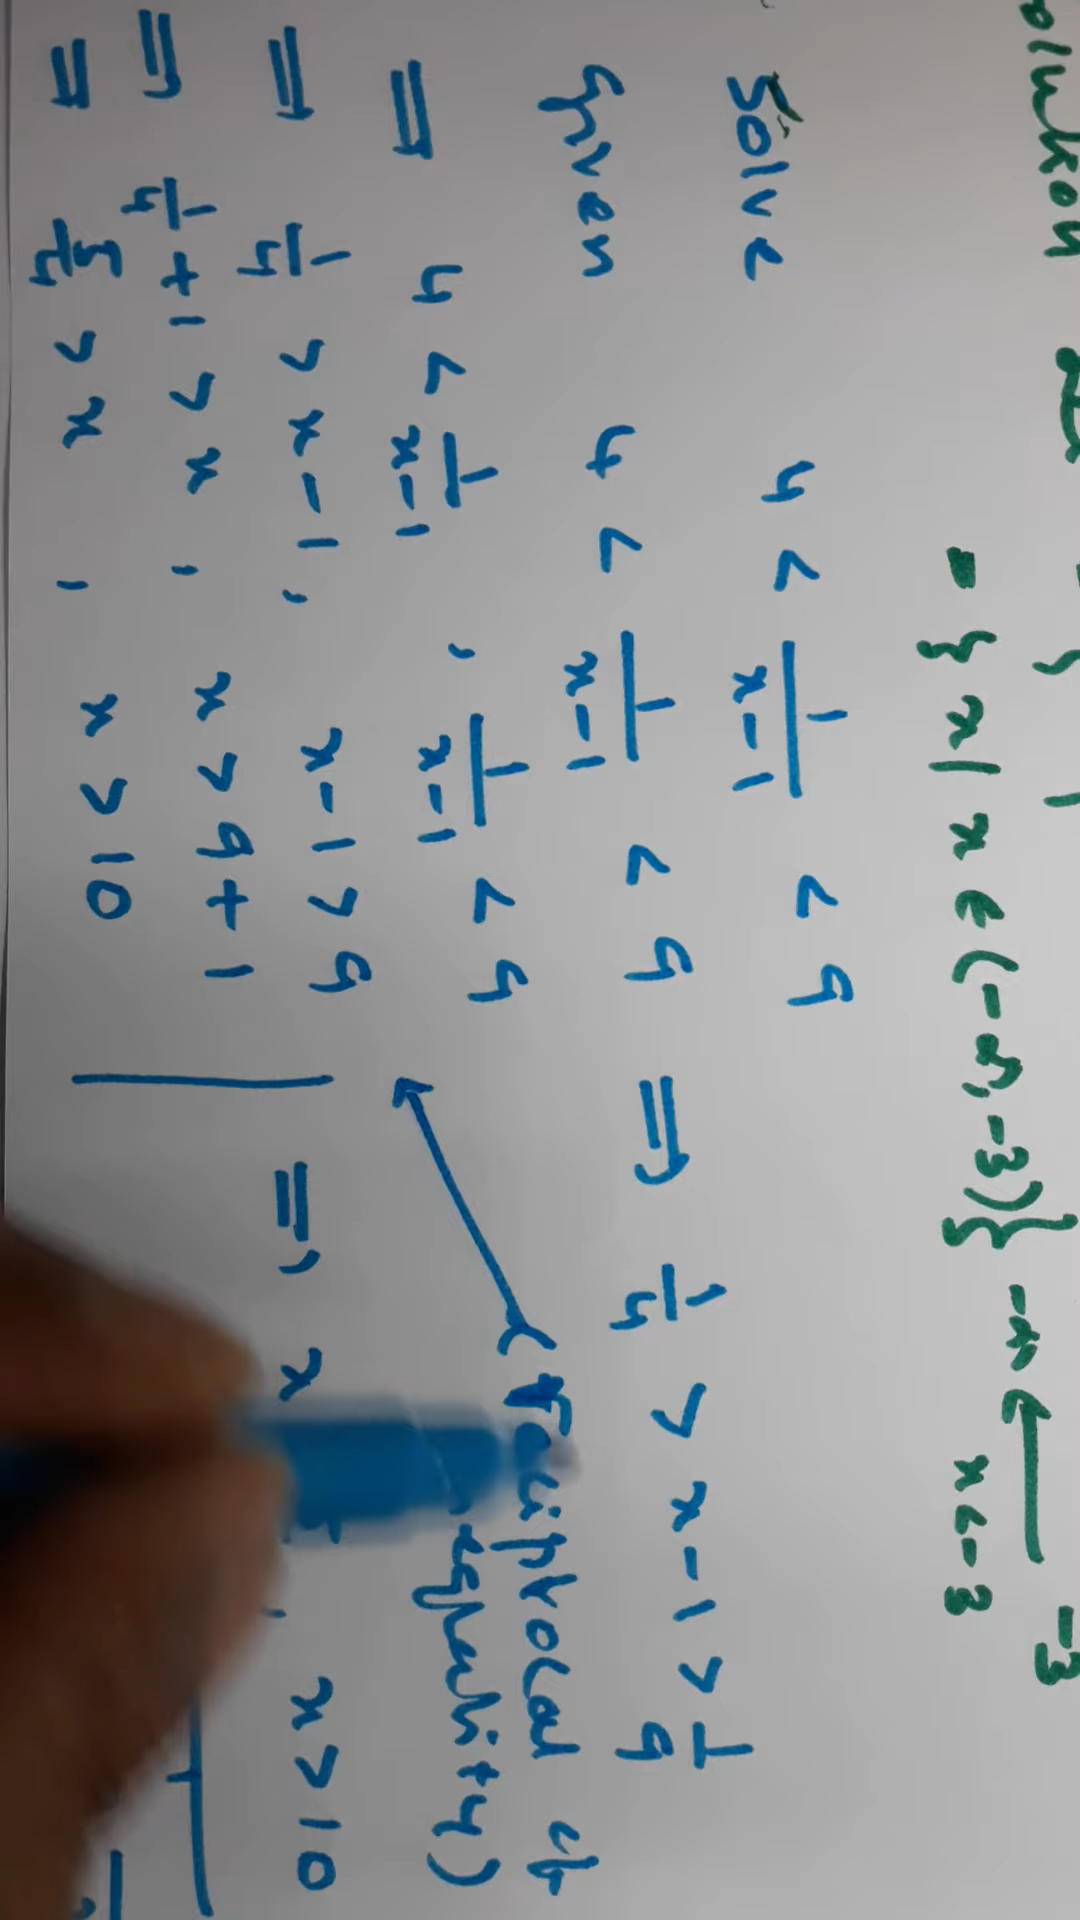 olution
-∞ ← -3
= { x | x ∈ (-∞, -3)} x < -3
Solve 4 < 1/(x-1) < 9
Given 4 < 1/(x-1) < 9 ⇒ 1/4 > x-1 > 1/9
= 4 < 1/(x-1) , 1/(x-1) < 9 (reciprocal
equality)
⇒ 1/4 > x-1 , x-1 > 9 ⇒ x , x > 10
⇒ 1/4 + 1 > x , x > 9 + 1
= 5/4 > x , x > 10